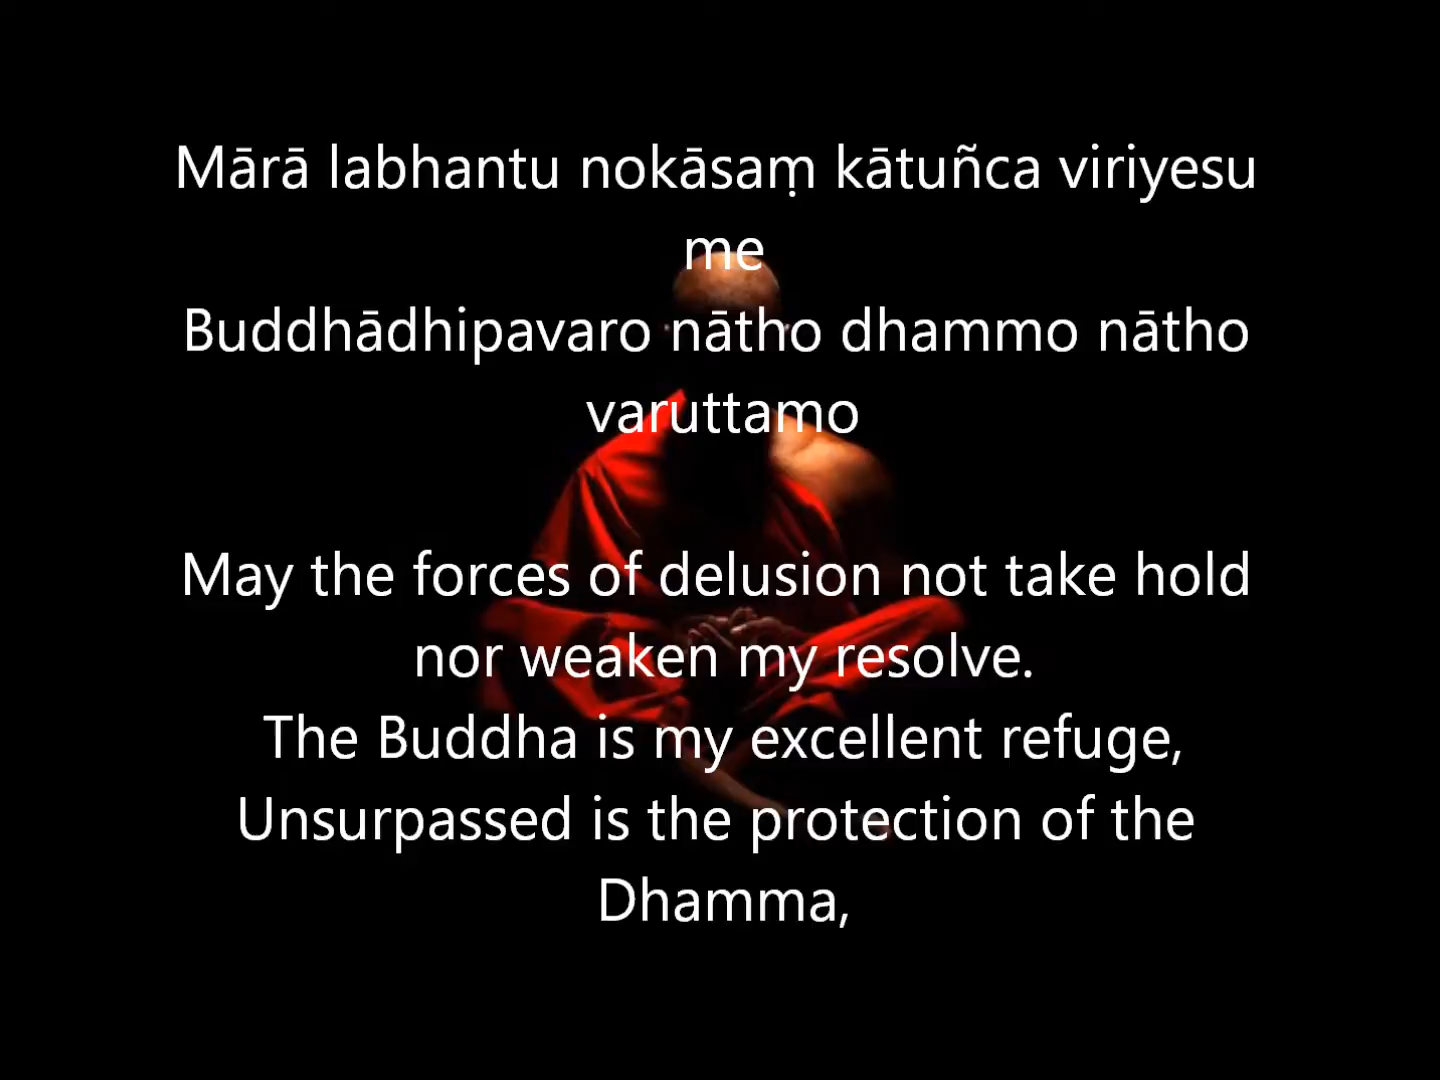 Mārā labhantu nokāsaṃ kātuñca viriyesu
me
Buddhādhipavaro nātho dhammo nātho
varuttamo
May the forces of delusion not take hold
nor weaken my resolve.
The Buddha is my excellent refuge,
Unsurpassed is the protection of the
Dhamma,